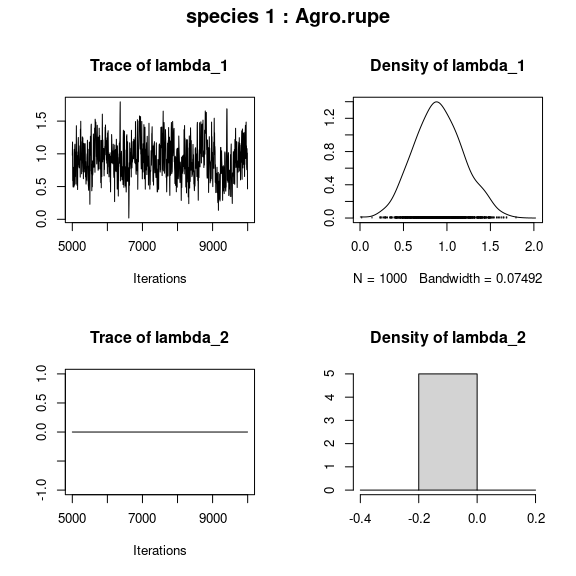 species 1 : Agro.rupe
Trace of lambda_1
Density of lambda_1
0.0 0.5 1.0 1.5
5000 7000 9000
Iterations
0.0 0.4 0.8 1.2
0.0 0.5 1.0 1.5 2.0
N = 1000 Bandwidth = 0.07492
Trace of lambda_2
Density of lambda_2
-1.0 0.0 0.5 1.0
5000 7000 9000
Iterations
0 1 2 3 4 5
-0.4 -0.2 0.0 0.2